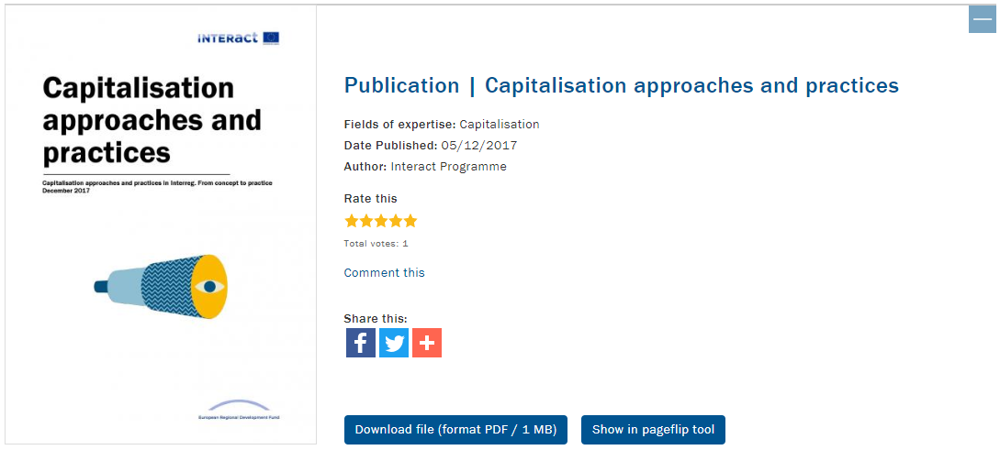 INTERact
Capitalisation
approaches and
practices
Capitalisation approaches and practices in Interreg. From concept to practice
December 2017
European Regional Development Fund
Publication | Capitalisation approaches and practices
Fields of expertise: Capitalisation
Date Published: 05/12/2017
Author: Interact Programme
Rate this
Total votes: 1
Comment this
Share this:
Download file (format PDF / 1 MB)
Show in pageflip tool